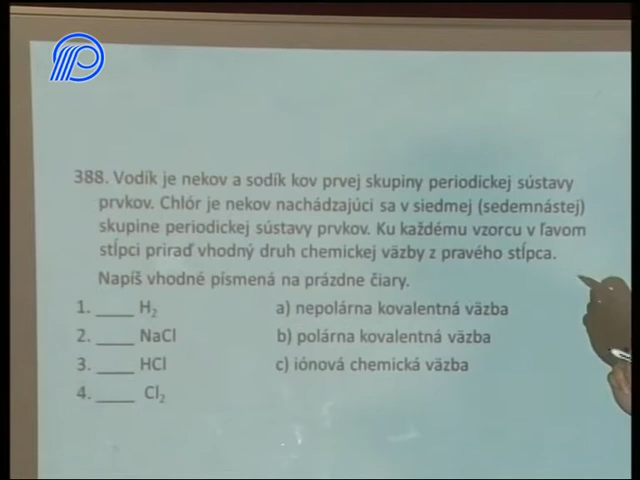 388. Vodík je nekov a sodík kov prvej skupiny periodickej sústavy
prvkov. Chlór je nekov nachádzajúci sa v siedmej (sedemnástej)
skupine periodickej sústavy prvkov. Ku každému vzorcu v ľavom
stĺpci priraď vhodný druh chemickej väzby z pravého stĺpca.
Napíš vhodné písmená na prázdne čiary.
1. ____ H₂ a) nepolárna kovalentná väzba
2. ____ NaCl b) polárna kovalentná väzba
3. ____ HCl c) iónová chemická väzba
4. ____ Cl₂